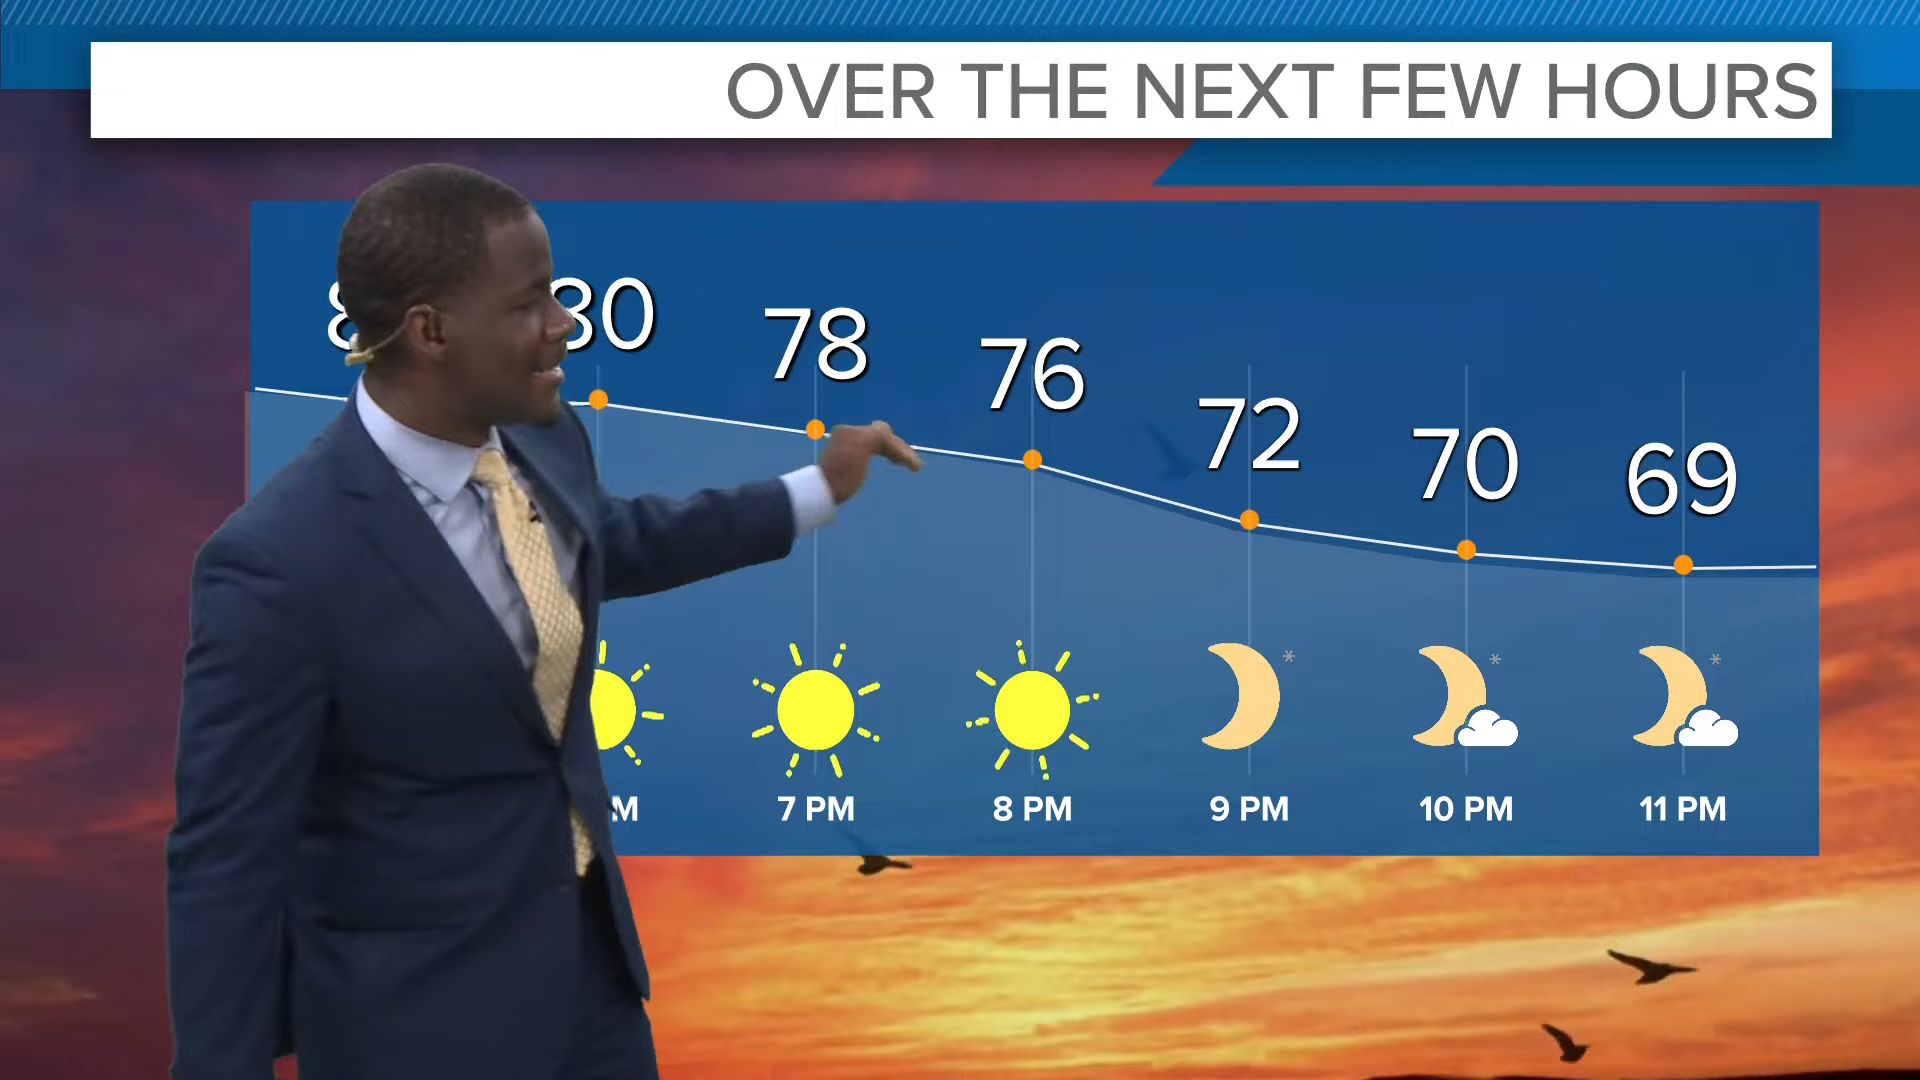 OVER THE NEXT FEW HOURS
80
78
76
72
70
69
7 PM
8 PM
9 PM
10 PM
11 PM